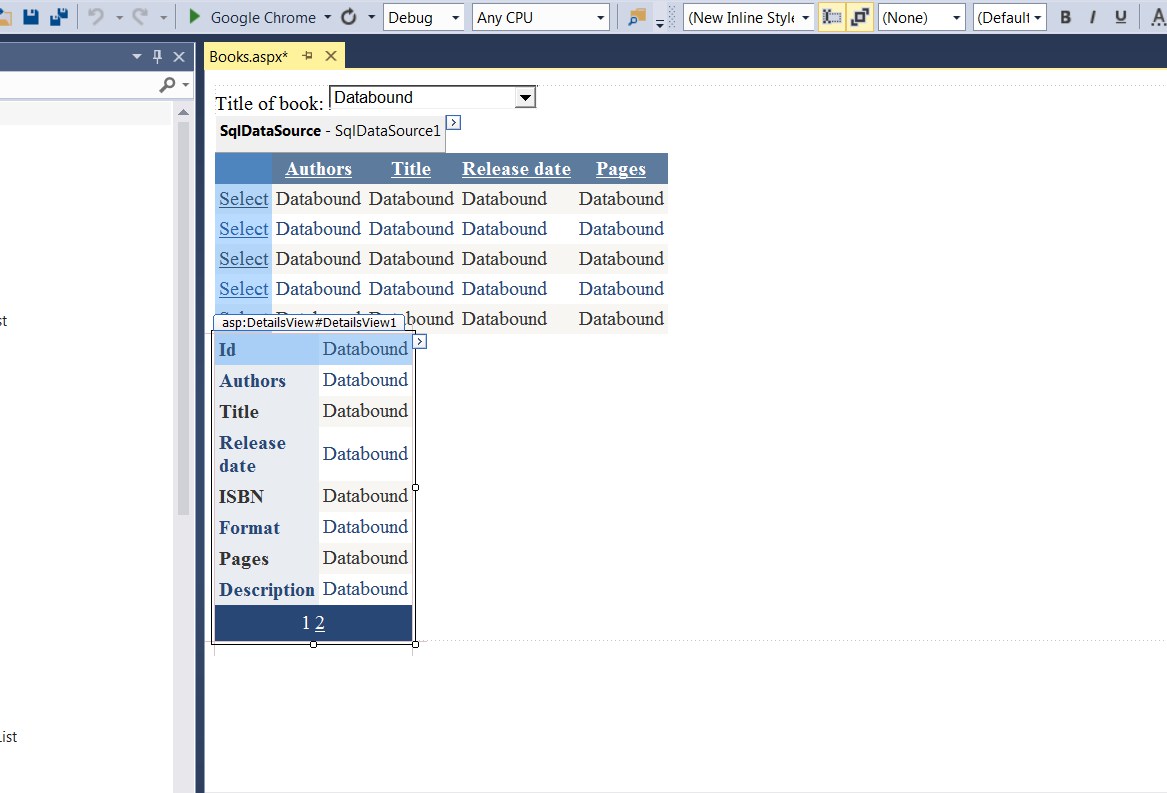 Google Chrome Debug Any CPU (New Inline Style (None) (Default B I U A
Books.aspx*
Title of book: Databound
SqlDataSource - SqlDataSource1
Authors Title Release date Pages
Select Databound Databound Databound Databound
Select Databound Databound Databound Databound
Select Databound Databound Databound Databound
Select Databound Databound Databound Databound
bound Databound Databound
asp:DetailsView#DetailsView1
Id Databound
Authors Databound
Title Databound
Release
date Databound
ISBN Databound
Format Databound
Pages Databound
Description Databound
1 2
st
List